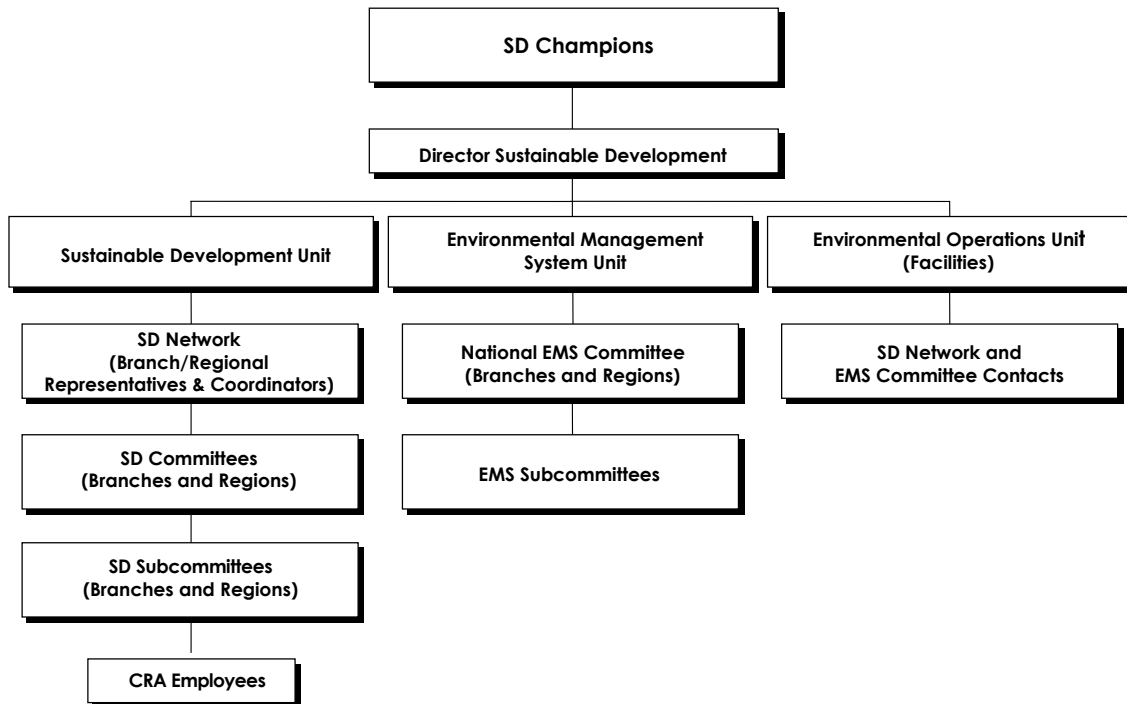 SD Champions
Director Sustainable Development
Sustainable Development Unit
Environmental Management
System Unit
Environmental Operations Unit
(Facilities)
SD Network
(Branch/Regional
Representatives & Coordinators)
National EMS Committee
(Branches and Regions)
SD Network and
EMS Committee Contacts
SD Committees
(Branches and Regions)
EMS Subcommittees
SD Subcommittees
(Branches and Regions)
CRA Employees